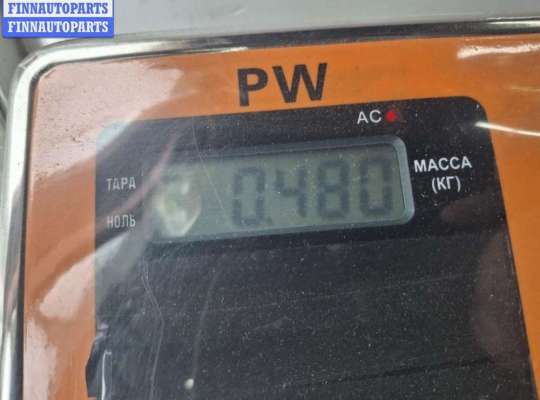 FINNAUTOPARTS
FINNAUTOPARTS
PW
AC
ТАРА
НОЛЬ
0.480
МАССА
(КГ)